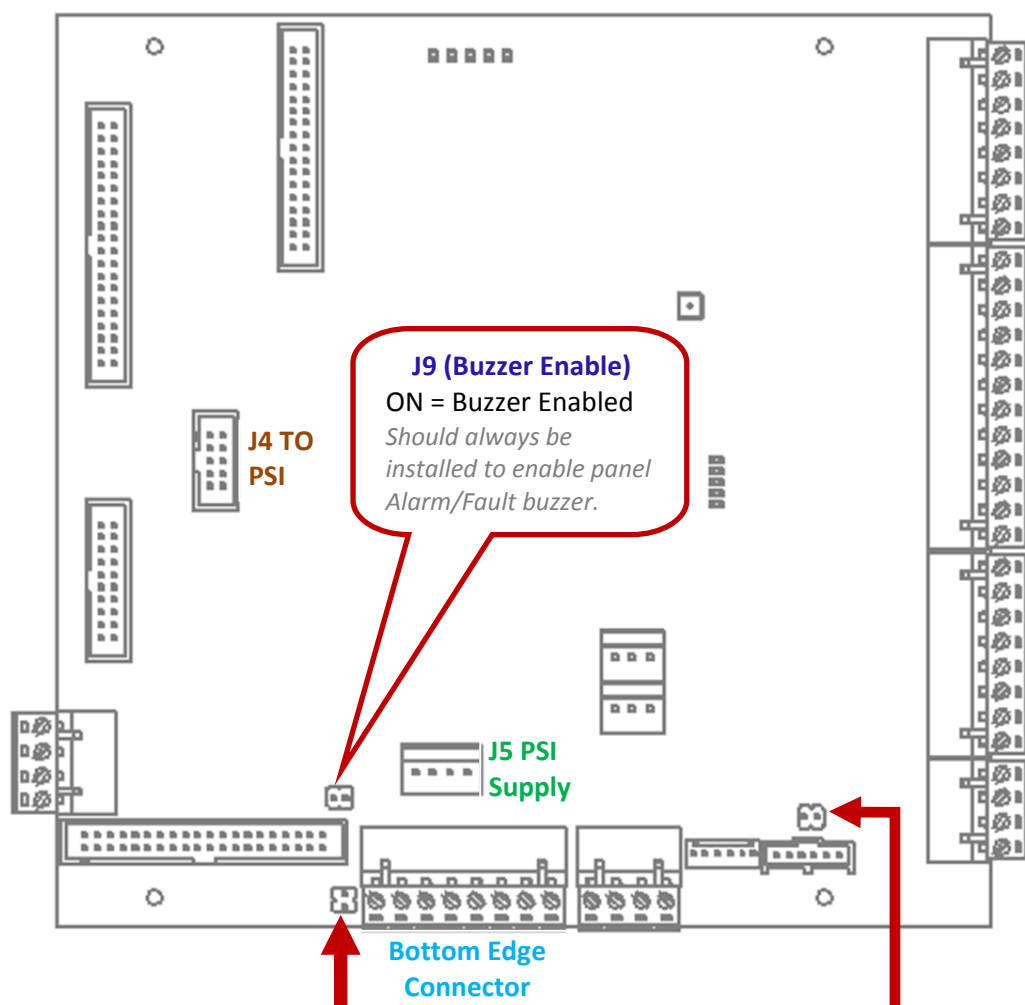 J9 (Buzzer Enable)
ON = Buzzer Enabled
Should always be
installed to enable panel
Alarm/Fault buzzer.
J4 TO
PSI
J5 PSI
Supply
Bottom Edge
Connector